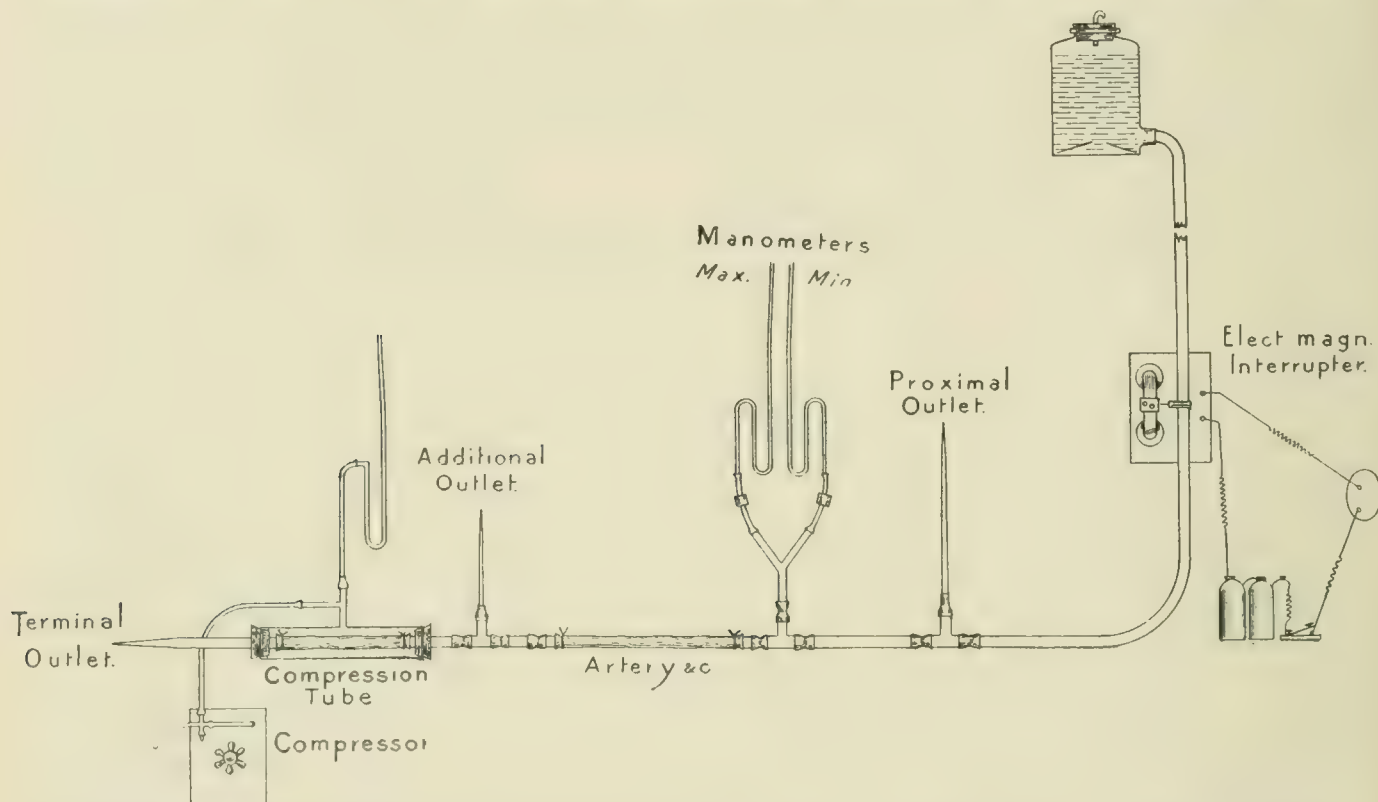 Manometers
Max. Min
Elect magn.
Interrupter.
Proximal
Outlet.
Additional
Outlet.
Terminal
Outlet.
Compression
Tube
Artery &c
Compressor